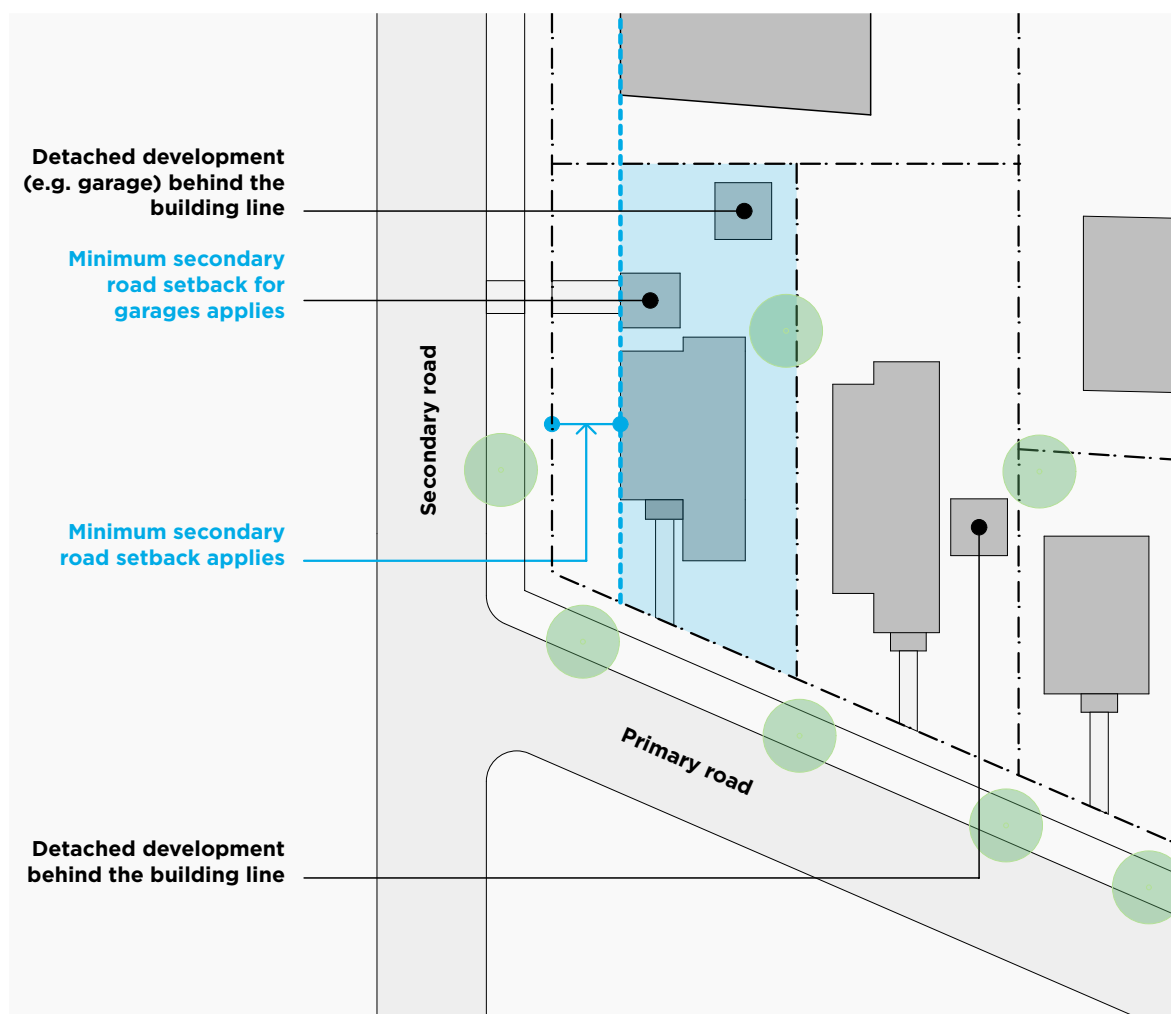 Detached development
(e.g. garage) behind the
building line
Minimum secondary
road setback for
garages applies
Secondary road
Minimum secondary
road setback applies
Primary road
Detached development
behind the building line